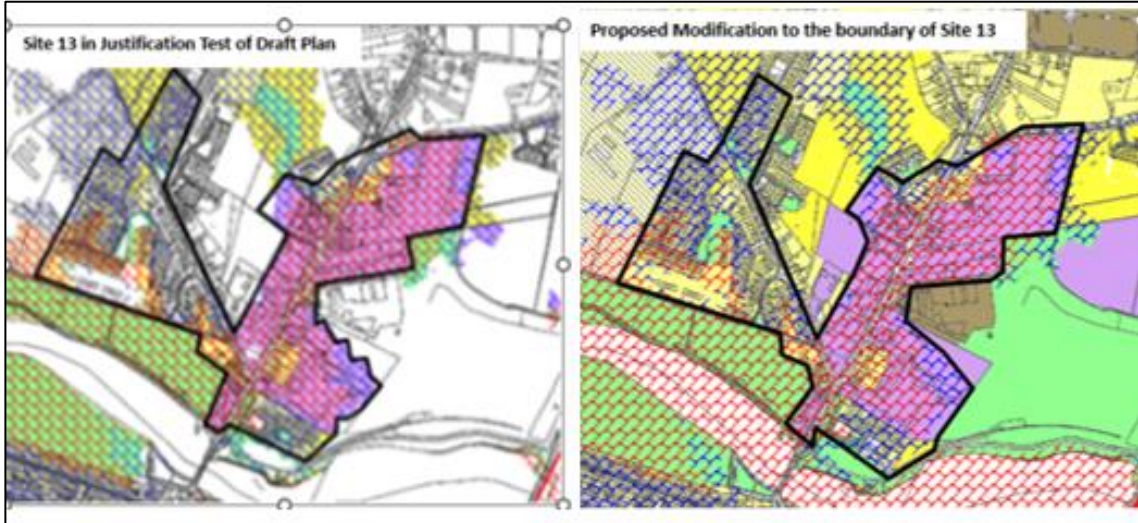 Site 13 in Justification Test of Draft Plan
Proposed Modification to the boundary of Site 13